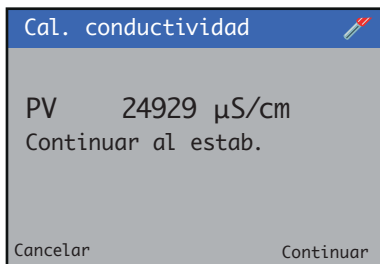 Cal. conductividad
PV 24929 µS/cm
Continuar al estab.
Cancelar Continuar